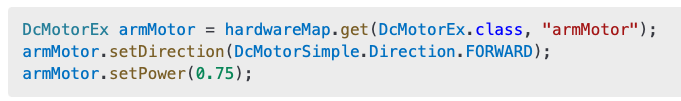 DcMotorEx armMotor = hardwareMap.get(DcMotorEx.class, "armMotor");
armMotor.setDirection(DcMotorSimple.Direction.FORWARD);
armMotor.setPower(0.75);